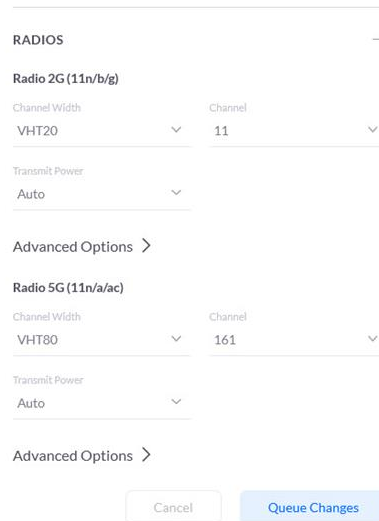 RADIOS
Radio 2G (11n/b/g)
Channel Width Channel
VHT20 11
Transmit Power
Auto
Advanced Options
Radio 5G (11n/a/ac)
Channel Width Channel
VHT80 161
Transmit Power
Auto
Advanced Options
Cancel Queue Changes